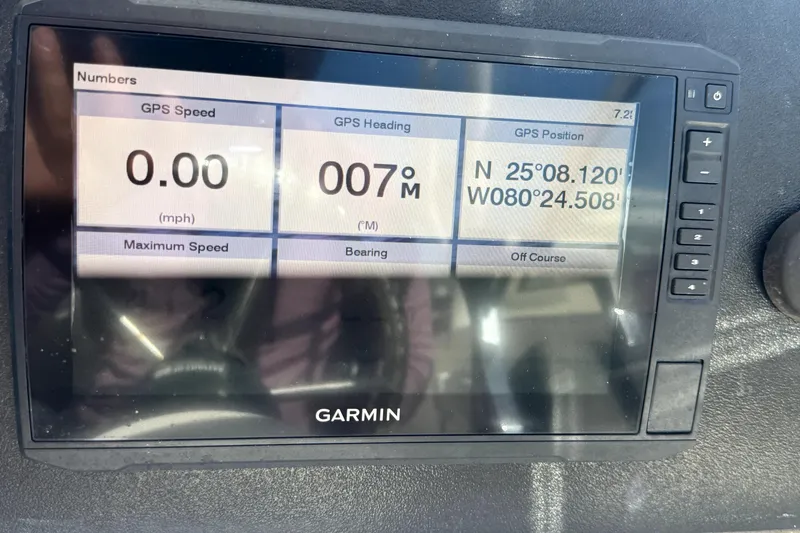 Numbers
7.2
GPS Speed
0.00
(mph)
GPS Heading
007°M
(°M)
GPS Position
N 25°08.120'
W080°24.508'
Maximum Speed
Bearing
Off Course
GARMIN
+
−
1
2
3
4